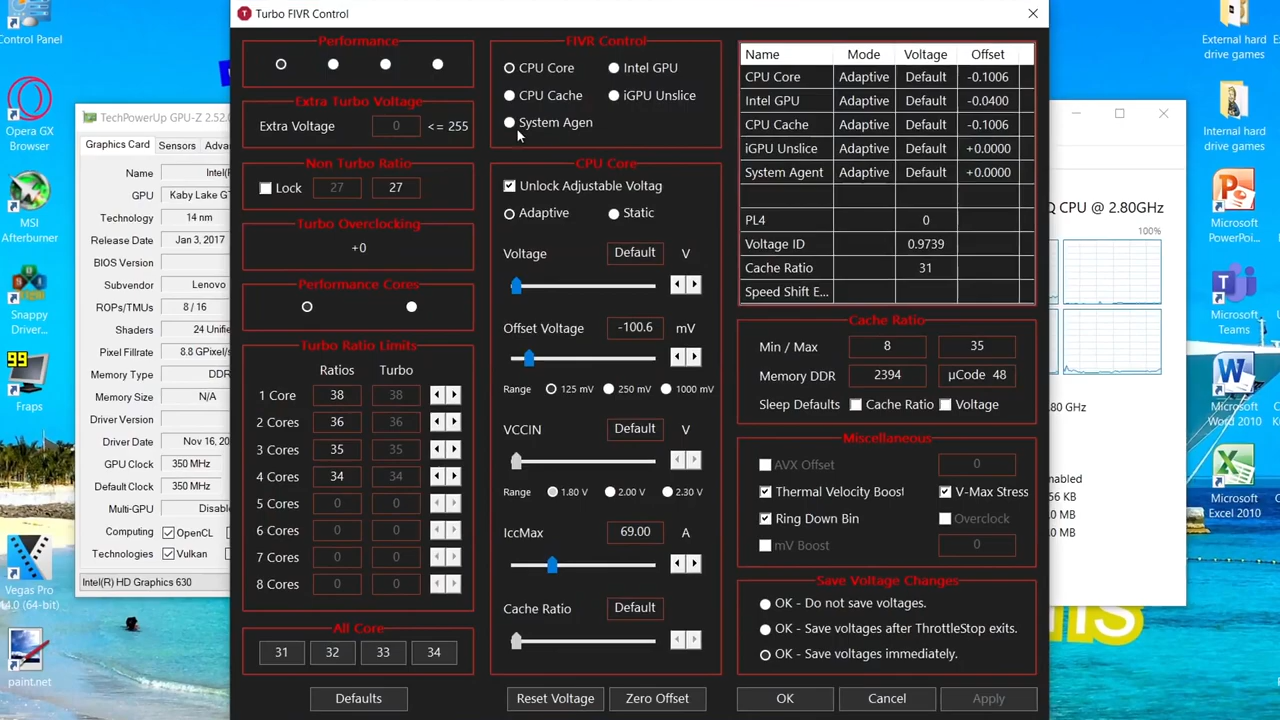 Turbo FIVR Control
Control Panel
Opera GX
Browser
MSI
Afterburner
Snappy
Driver...
99
Fraps
Vegas Pro
4.0 (64-bit)
paint.net
TechPowerUp GPU-Z 2.52.0
Graphics Card
Sensors
Name
Intel(
GPU
Kaby Lake GT
Technology
14 nm
Release Date
Jan 3, 2017
BIOS Version
Subvendor
Lenovo
ROPs/TMUs
8 / 16
Shaders
24 Unifie
Pixel Fillrate
8.8 GPixel/s
Memory Type
DDR
Memory Size
N/A
Driver Version
Driver Date
Nov 16, 20
GPU Clock
350 MHz
Default Clock
350 MHz
Multi-GPU
Disable
Computing
OpenCL
Technologies
Vulkan
Intel(R) HD Graphics 630
Performance
Extra Turbo Voltage
Extra Voltage 0 <= 255
Non Turbo Ratio
Lock 27 27
Turbo Overclocking
+0
Performance Cores
Turbo Ratio Limits
Ratios Turbo
1 Core 38 38
2 Cores 36 36
3 Cores 35 35
4 Cores 34 34
5 Cores 0 0
6 Cores 0 0
7 Cores 0 0
8 Cores 0 0
All Core
31 32 33 34
Defaults
FIVR Control
CPU Core Intel GPU
CPU Cache iGPU Unslice
System Agen
CPU Core
Unlock Adjustable Voltag
Adaptive Static
Voltage Default V
Offset Voltage -100.6 mV
Range 125 mV 250 mV 1000 mV
VCCIN Default V
Range 1.80 V 2.00 V 2.30 V
IccMax 69.00 A
Cache Ratio Default
Reset Voltage Zero Offset
Name Mode Voltage Offset
CPU Core Adaptive Default -0.1006
Intel GPU Adaptive Default -0.0400
CPU Cache Adaptive Default -0.1006
iGPU Unslice Adaptive Default +0.0000
System Agent Adaptive Default +0.0000
PL4 0
Voltage ID 0.9739
Cache Ratio 31
Speed Shift E...
Cache Ratio
Min / Max 8 35
Memory DDR 2394 µCode 48
Sleep Defaults Cache Ratio Voltage
Miscellaneous
AVX Offset 0
Thermal Velocity Boost V-Max Stress
Ring Down Bin Overclock
mV Boost 0
Save Voltage Changes
OK - Do not save voltages.
OK - Save voltages after ThrottleStop exits.
OK - Save voltages immediately.
OK Cancel Apply
Q CPU @ 2.80GHz
100%
.80 GHz
External hard
drive games
Internal hard
drive games
Microsoft
PowerPoi...
Microsoft
Teams
Microsoft
Word 2010
Microsoft
Excel 2010